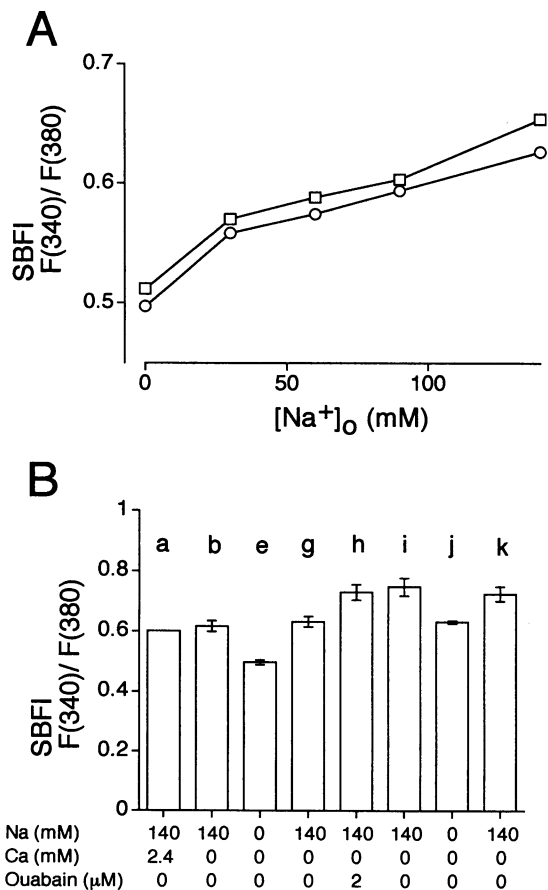 A
SBFI
F(340)/ F(380)
0.7
0.6
0.5
0 50 100
[Na+]o (mM)
B
SBFI
F(340)/ F(380)
1
0.8
0.6
0.4
0.2
0
a b e g h i j k
Na (mM) 140 140 0 140 140 140 0 140
Ca (mM) 2.4 0 0 0 0 0 0 0
Ouabain (μM) 0 0 0 0 2 0 0 0